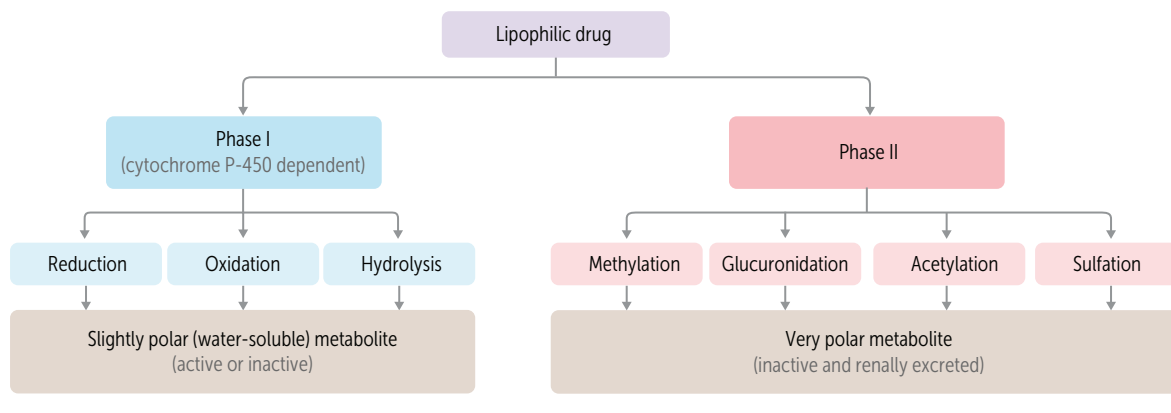 Lipophilic drug
Phase I
(cytochrome P-450 dependent)
Phase II
Reduction
Oxidation
Hydrolysis
Methylation
Glucuronidation
Acetylation
Sulfation
Slightly polar (water-soluble) metabolite
(active or inactive)
Very polar metabolite
(inactive and renally excreted)